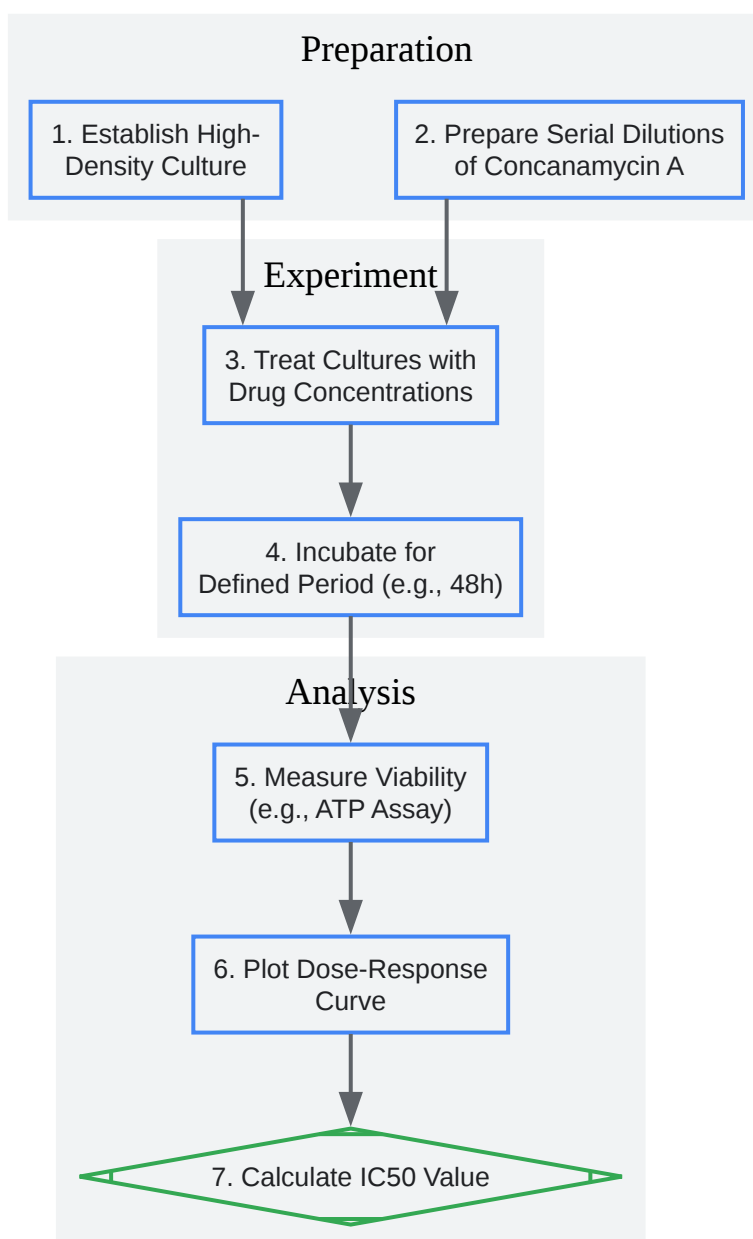 Preparation
1. Establish High-
Density Culture
2. Prepare Serial Dilutions
of Concanamycin A
Experiment
3. Treat Cultures with
Drug Concentrations
4. Incubate for
Defined Period (e.g., 48h)
Analysis
5. Measure Viability
(e.g., ATP Assay)
6. Plot Dose-Response
Curve
7. Calculate IC50 Value